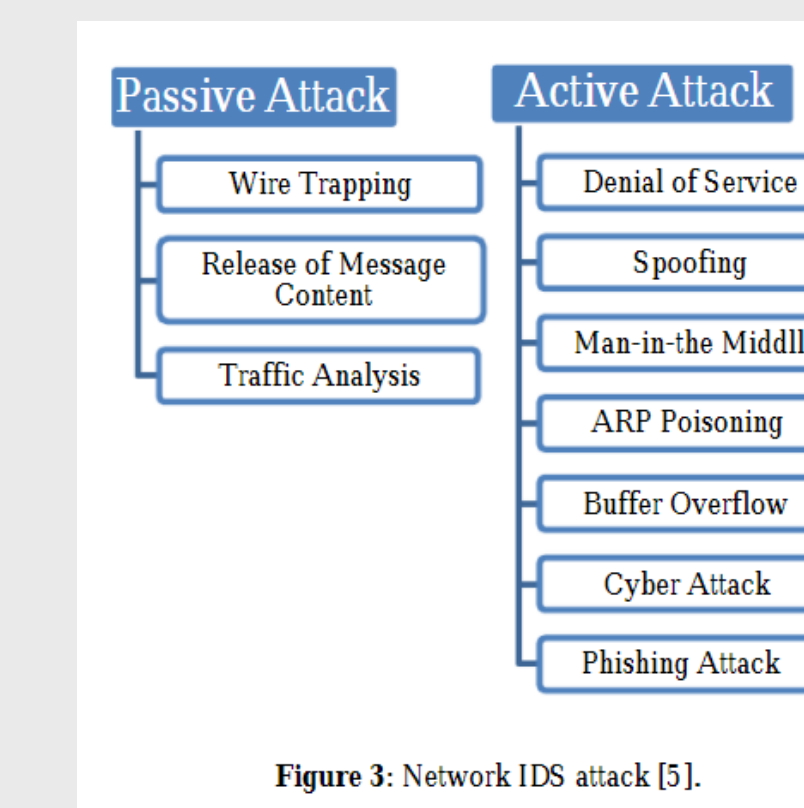 Passive Attack
Wire Trapping
Release of Message
Content
Traffic Analysis
Active Attack
Denial of Service
Spoofing
Man-in-the Middll
ARP Poisoning
Buffer Overflow
Cyber Attack
Phishing Attack
Figure 3: Network IDS attack [5].